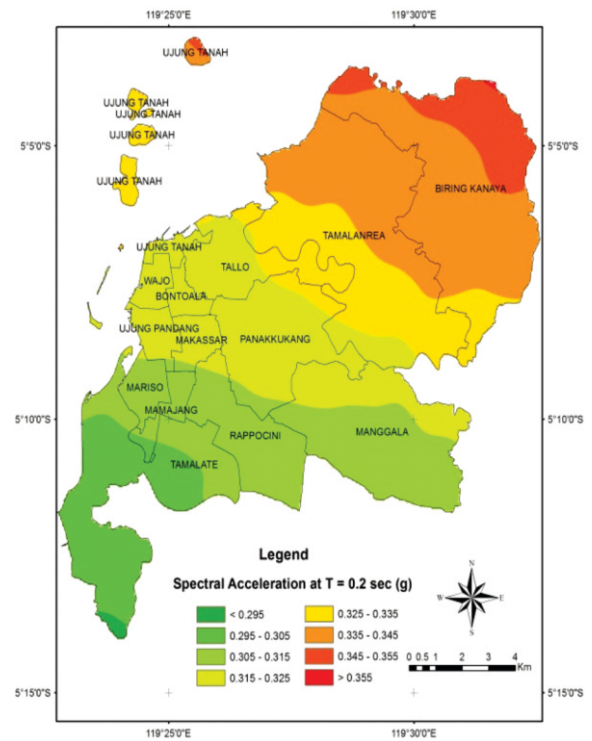 119°25'0"E 119°30'0"E
UJUNG TANAH
UJUNG TANAH
UJUNG TANAH
UJUNG TANAH
5°5'0"S 5°5'0"S
UJUNG TANAH
BIRING KANAYA
TAMALANREA
UJUNG TANAH
TALLO
WAJO
BONTOALA
UJUNG PANDANG
MAKASSAR
PANAKKUKANG
MARISO
MAMAJANG
5°10'0"S 5°10'0"S
RAPPOCINI
MANGGALA
TAMALATE
Legend
Spectral Acceleration at T = 0.2 sec (g)
< 0.295
0.295 - 0.305
0.305 - 0.315
0.315 - 0.325
0.325 - 0.335
0.335 - 0.345
0.345 - 0.355
> 0.355
N
W E
S
0 0.5 1 2 3 4
Km
5°15'0"S 5°15'0"S
119°25'0"E 119°30'0"E